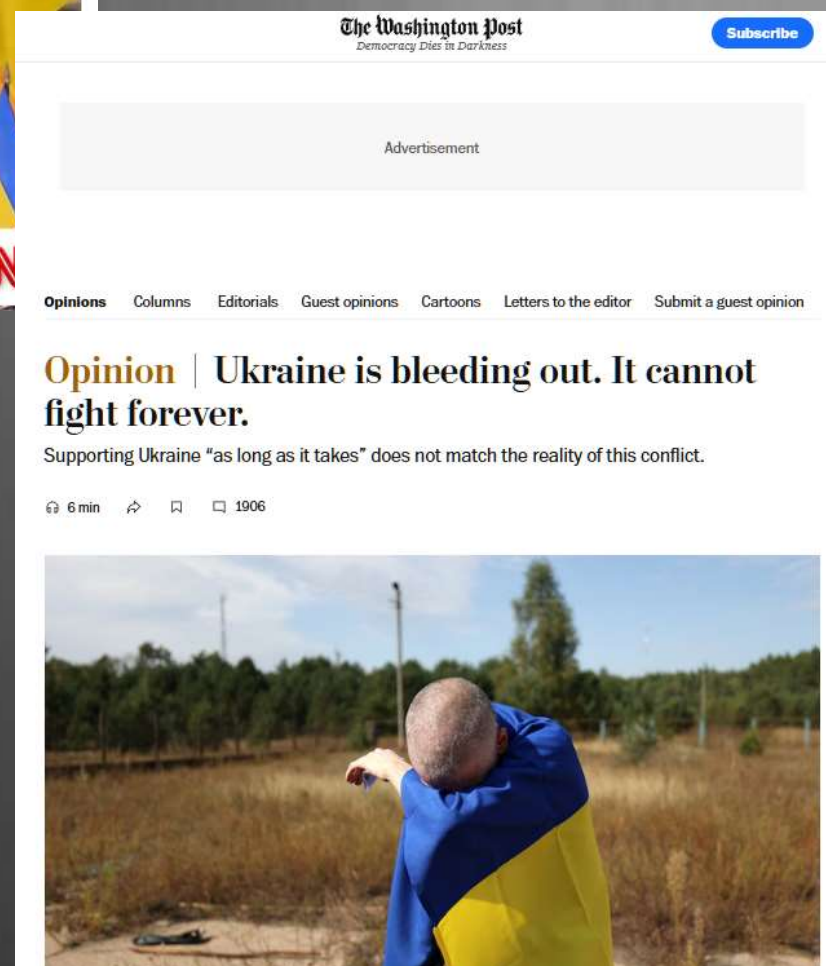 The Washington Post
Democracy Dies in Darkness
Subscribe
Advertisement
Opinions Columns Editorials Guest opinions Cartoons Letters to the editor Submit a guest opinion
Opinion | Ukraine is bleeding out. It cannot
fight forever.
Supporting Ukraine “as long as it takes” does not match the reality of this conflict.
6 min 1906